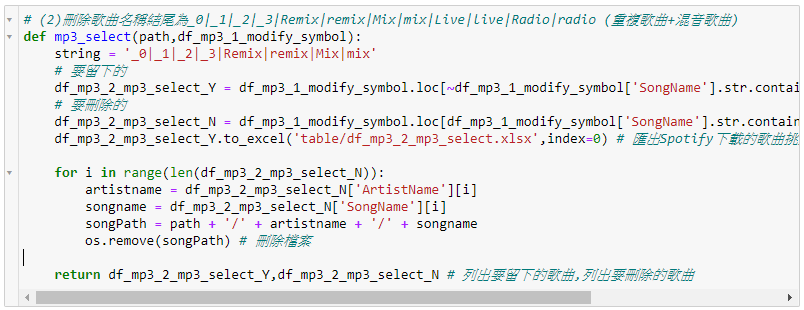 # (2)刪除歌曲名稱結尾為_0|_1|_2|_3|Remix|remix|Mix|mix|Live|live|Radio|radio (重複歌曲+混音歌曲)
def mp3_select(path,df_mp3_1_modify_symbol):
    string = '_0|_1|_2|_3|Remix|remix|Mix|mix'
    # 要留下的
    df_mp3_2_mp3_select_Y = df_mp3_1_modify_symbol.loc[~df_mp3_1_modify_symbol['SongName'].str.contai
    # 要刪除的
    df_mp3_2_mp3_select_N = df_mp3_1_modify_symbol.loc[df_mp3_1_modify_symbol['SongName'].str.contain
    df_mp3_2_mp3_select_Y.to_excel('table/df_mp3_2_mp3_select.xlsx',index=0) # 匯出Spotify下載的歌曲挑
    for i in range(len(df_mp3_2_mp3_select_N)):
        artistname = df_mp3_2_mp3_select_N['ArtistName'][i]
        songname = df_mp3_2_mp3_select_N['SongName'][i]
        songPath = path + '/' + artistname + '/' + songname
        os.remove(songPath) # 刪除檔案
    return df_mp3_2_mp3_select_Y,df_mp3_2_mp3_select_N # 列出要留下的歌曲,列出要刪除的歌曲